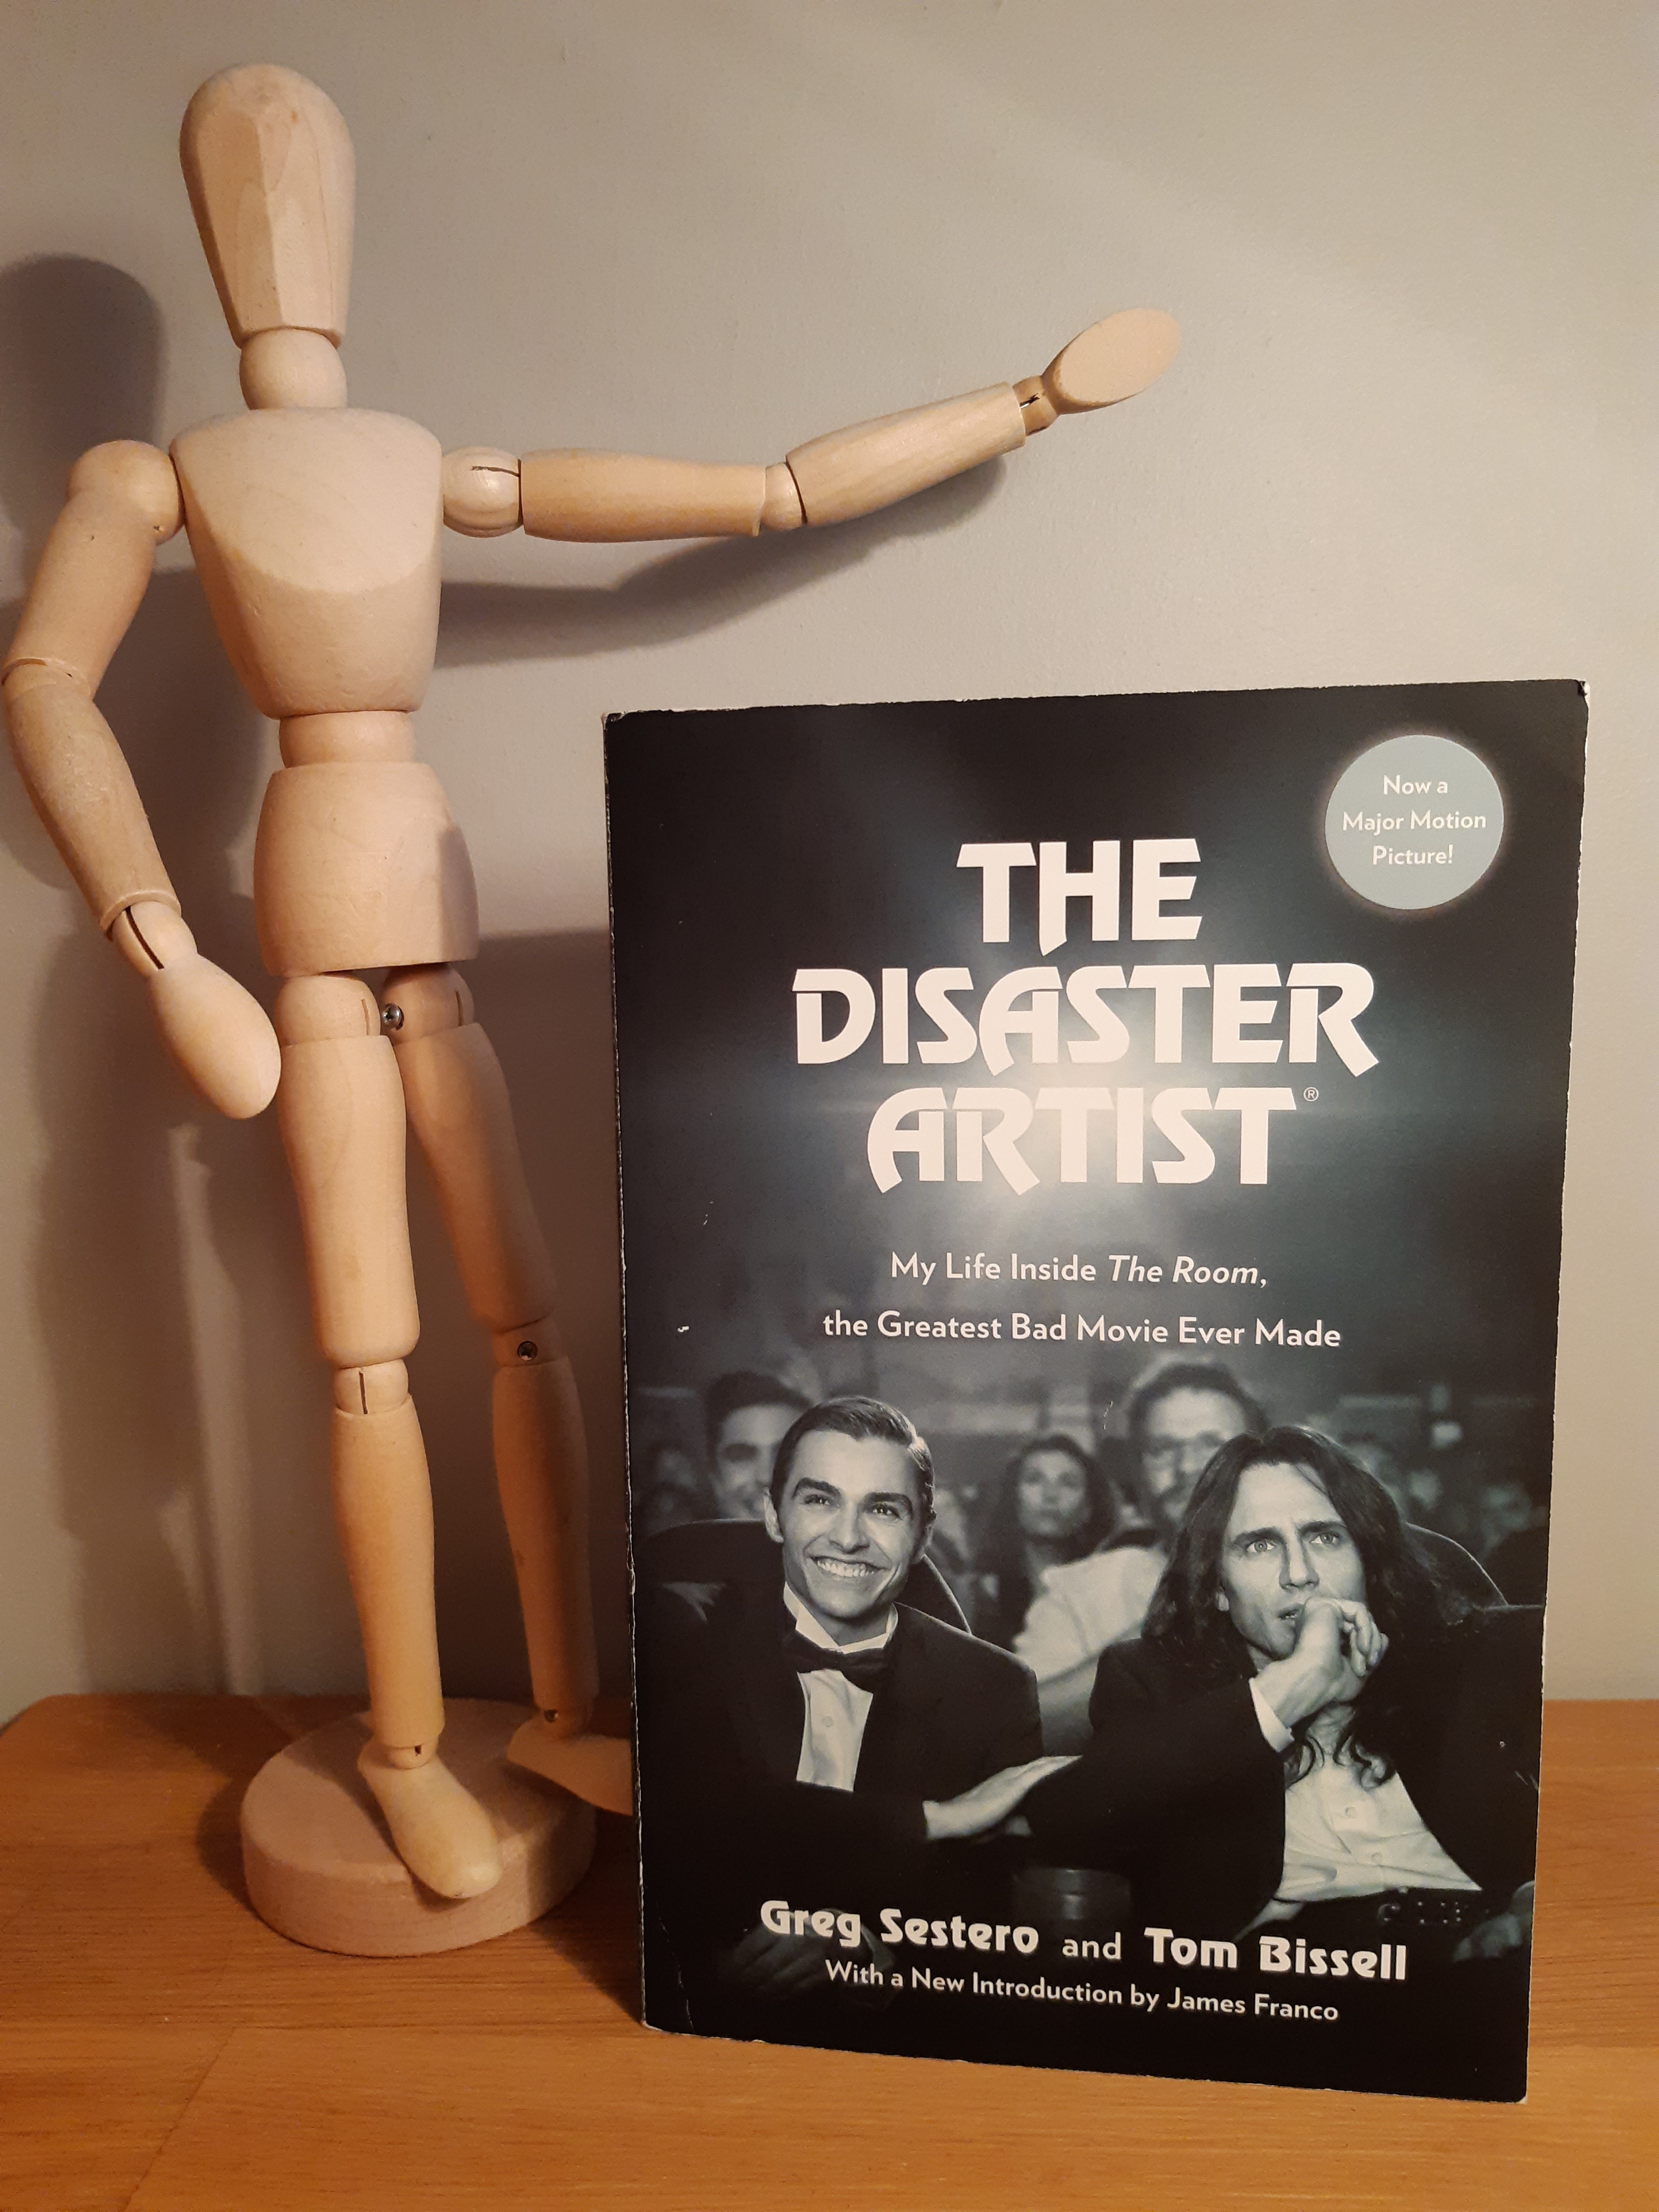 Now a
Major Motion
Picture!
THE
DISASTER
ARTIST®
My Life Inside The Room,
the Greatest Bad Movie Ever Made
Greg Sestero and Tom Bissell
With a New Introduction by James Franco